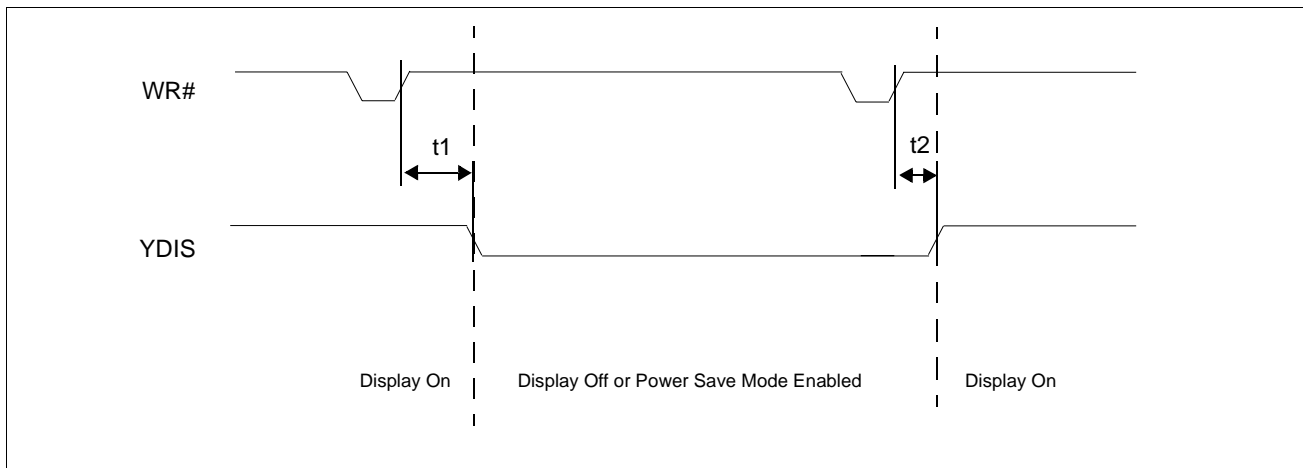 WR#
t1
t2
YDIS
Display On
Display Off or Power Save Mode Enabled
Display On